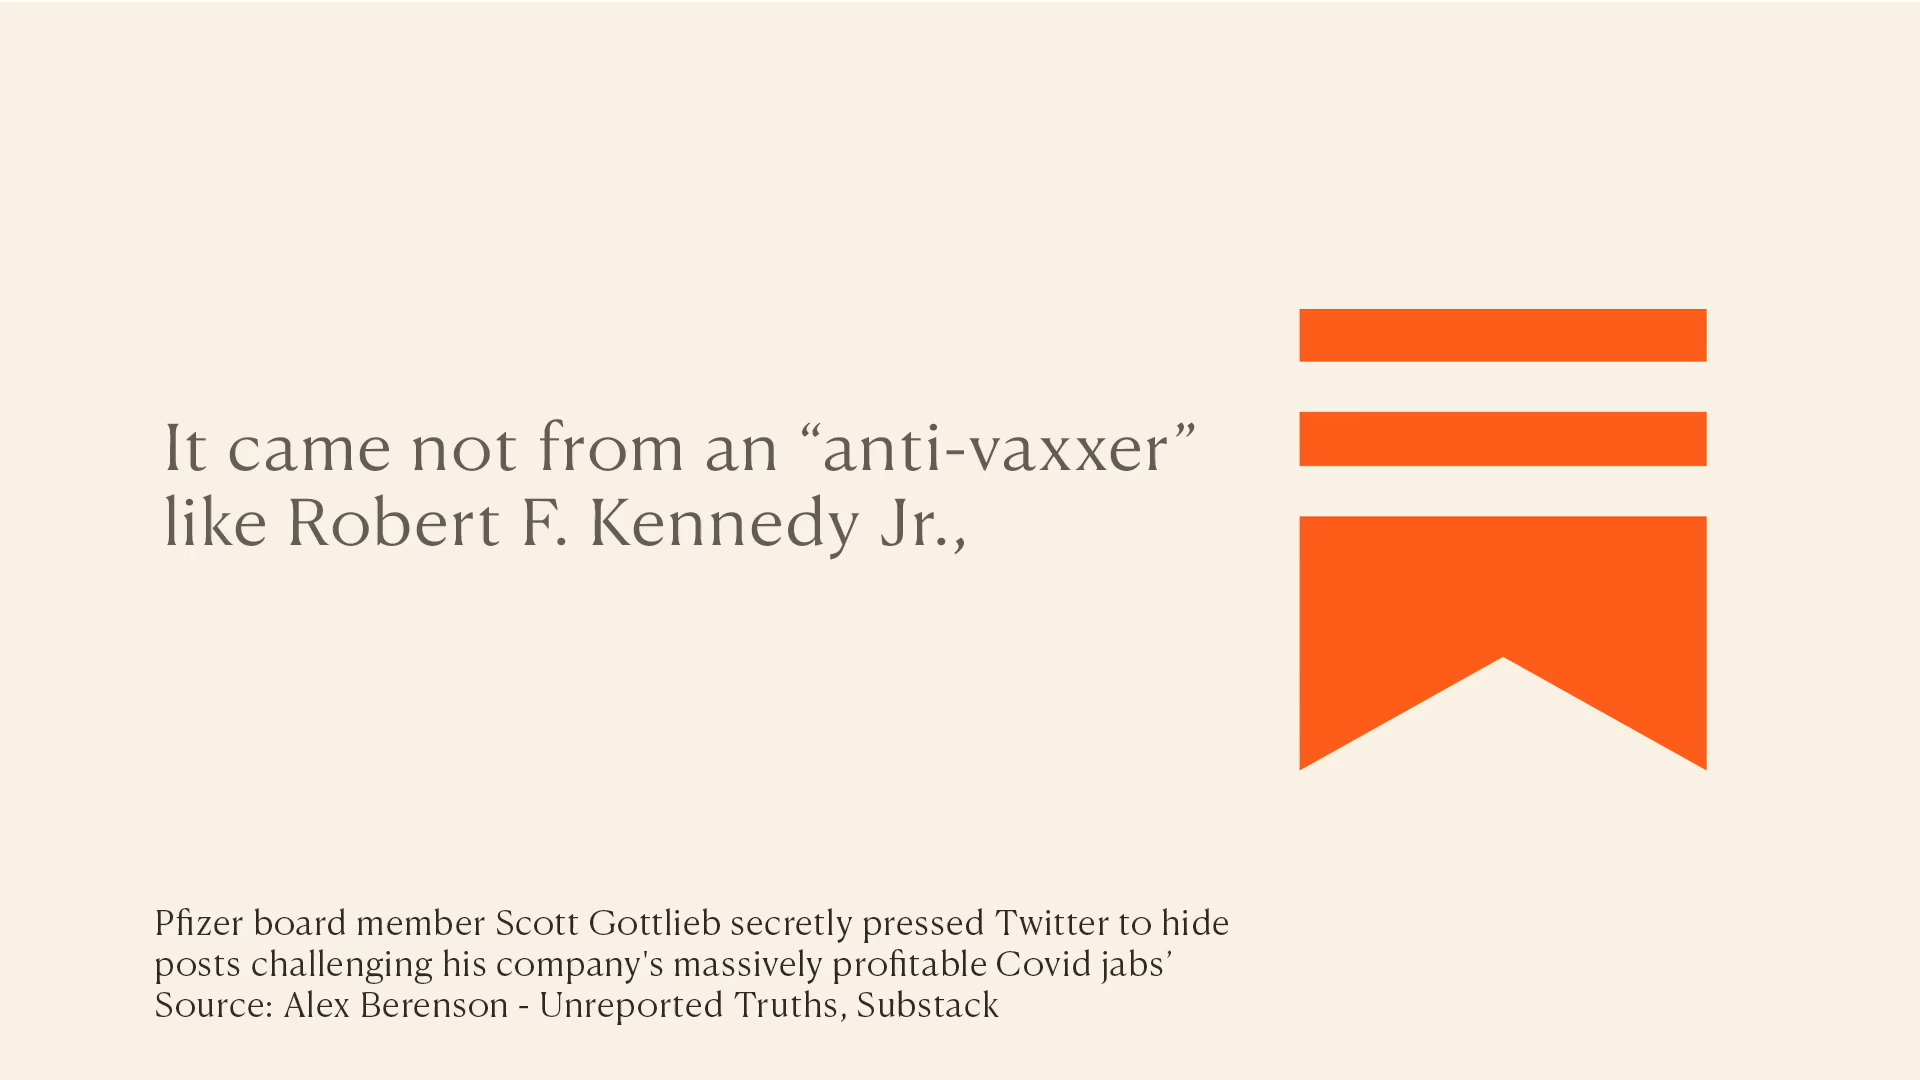 It came not from an “anti-vaxxer”
like Robert F. Kennedy Jr.,
Pfizer board member Scott Gottlieb secretly pressed Twitter to hide
posts challenging his company's massively profitable Covid jabs’
Source: Alex Berenson - Unreported Truths, Substack